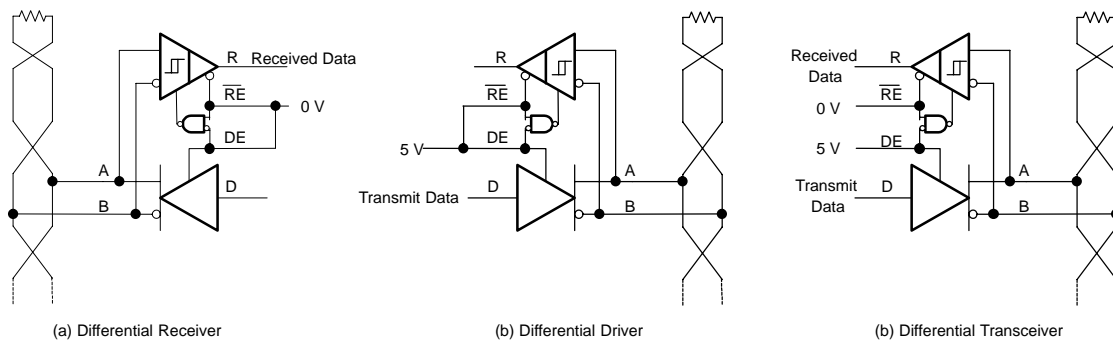 R
Received Data
RE
0 V
DE
A
D
B
(a) Differential Receiver
R
RE
DE
5 V
D
Transmit Data
A
B
(b) Differential Driver
R
Received
Data
RE
0 V
DE
5 V
D
Transmit
Data
A
B
(b) Differential Transceiver